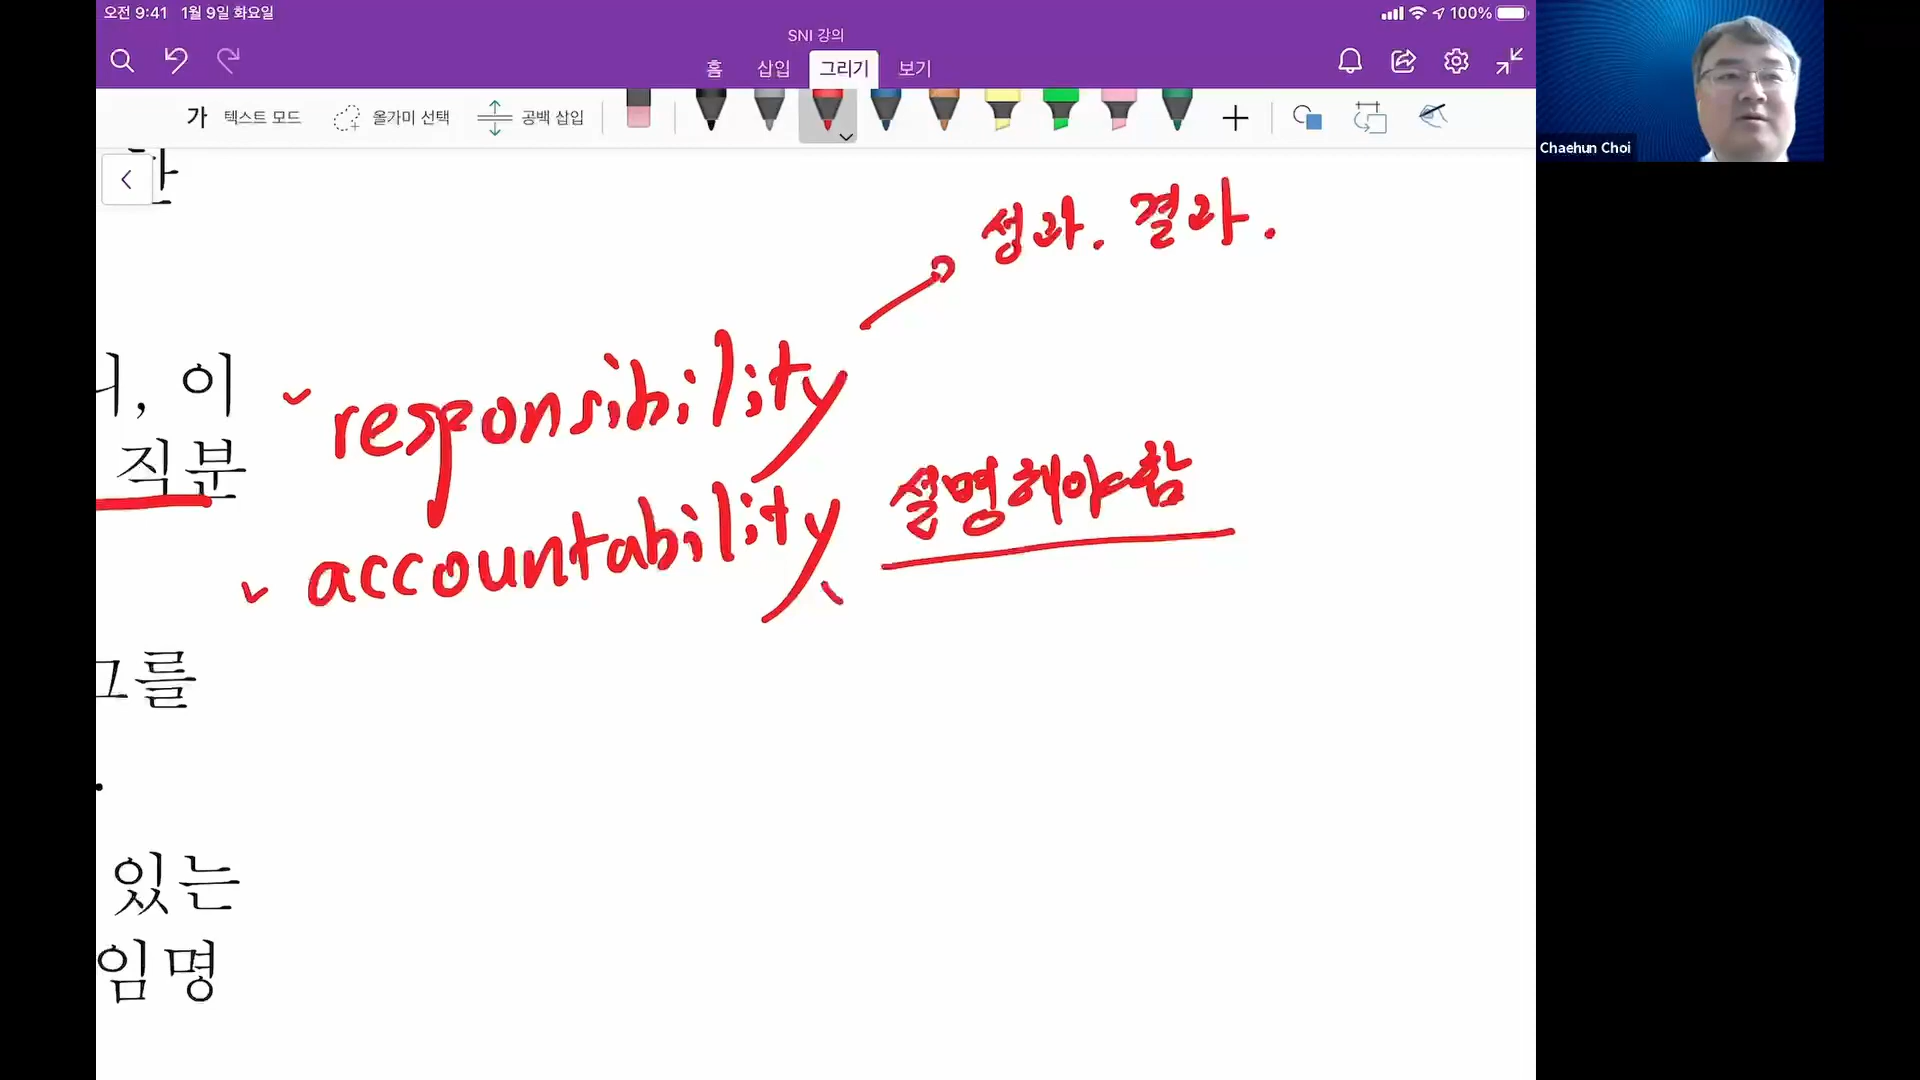 오전 9:41 1월 9일 화요일
100%
SNI 강의
홈 삽입 그리기 보기
가 텍스트 모드 올가미 선택 공백 삽입
Chaehun Choi
성과. 결과.
, 이
responsibility
직분
설명해야함
accountability
그를
.
있는
임명